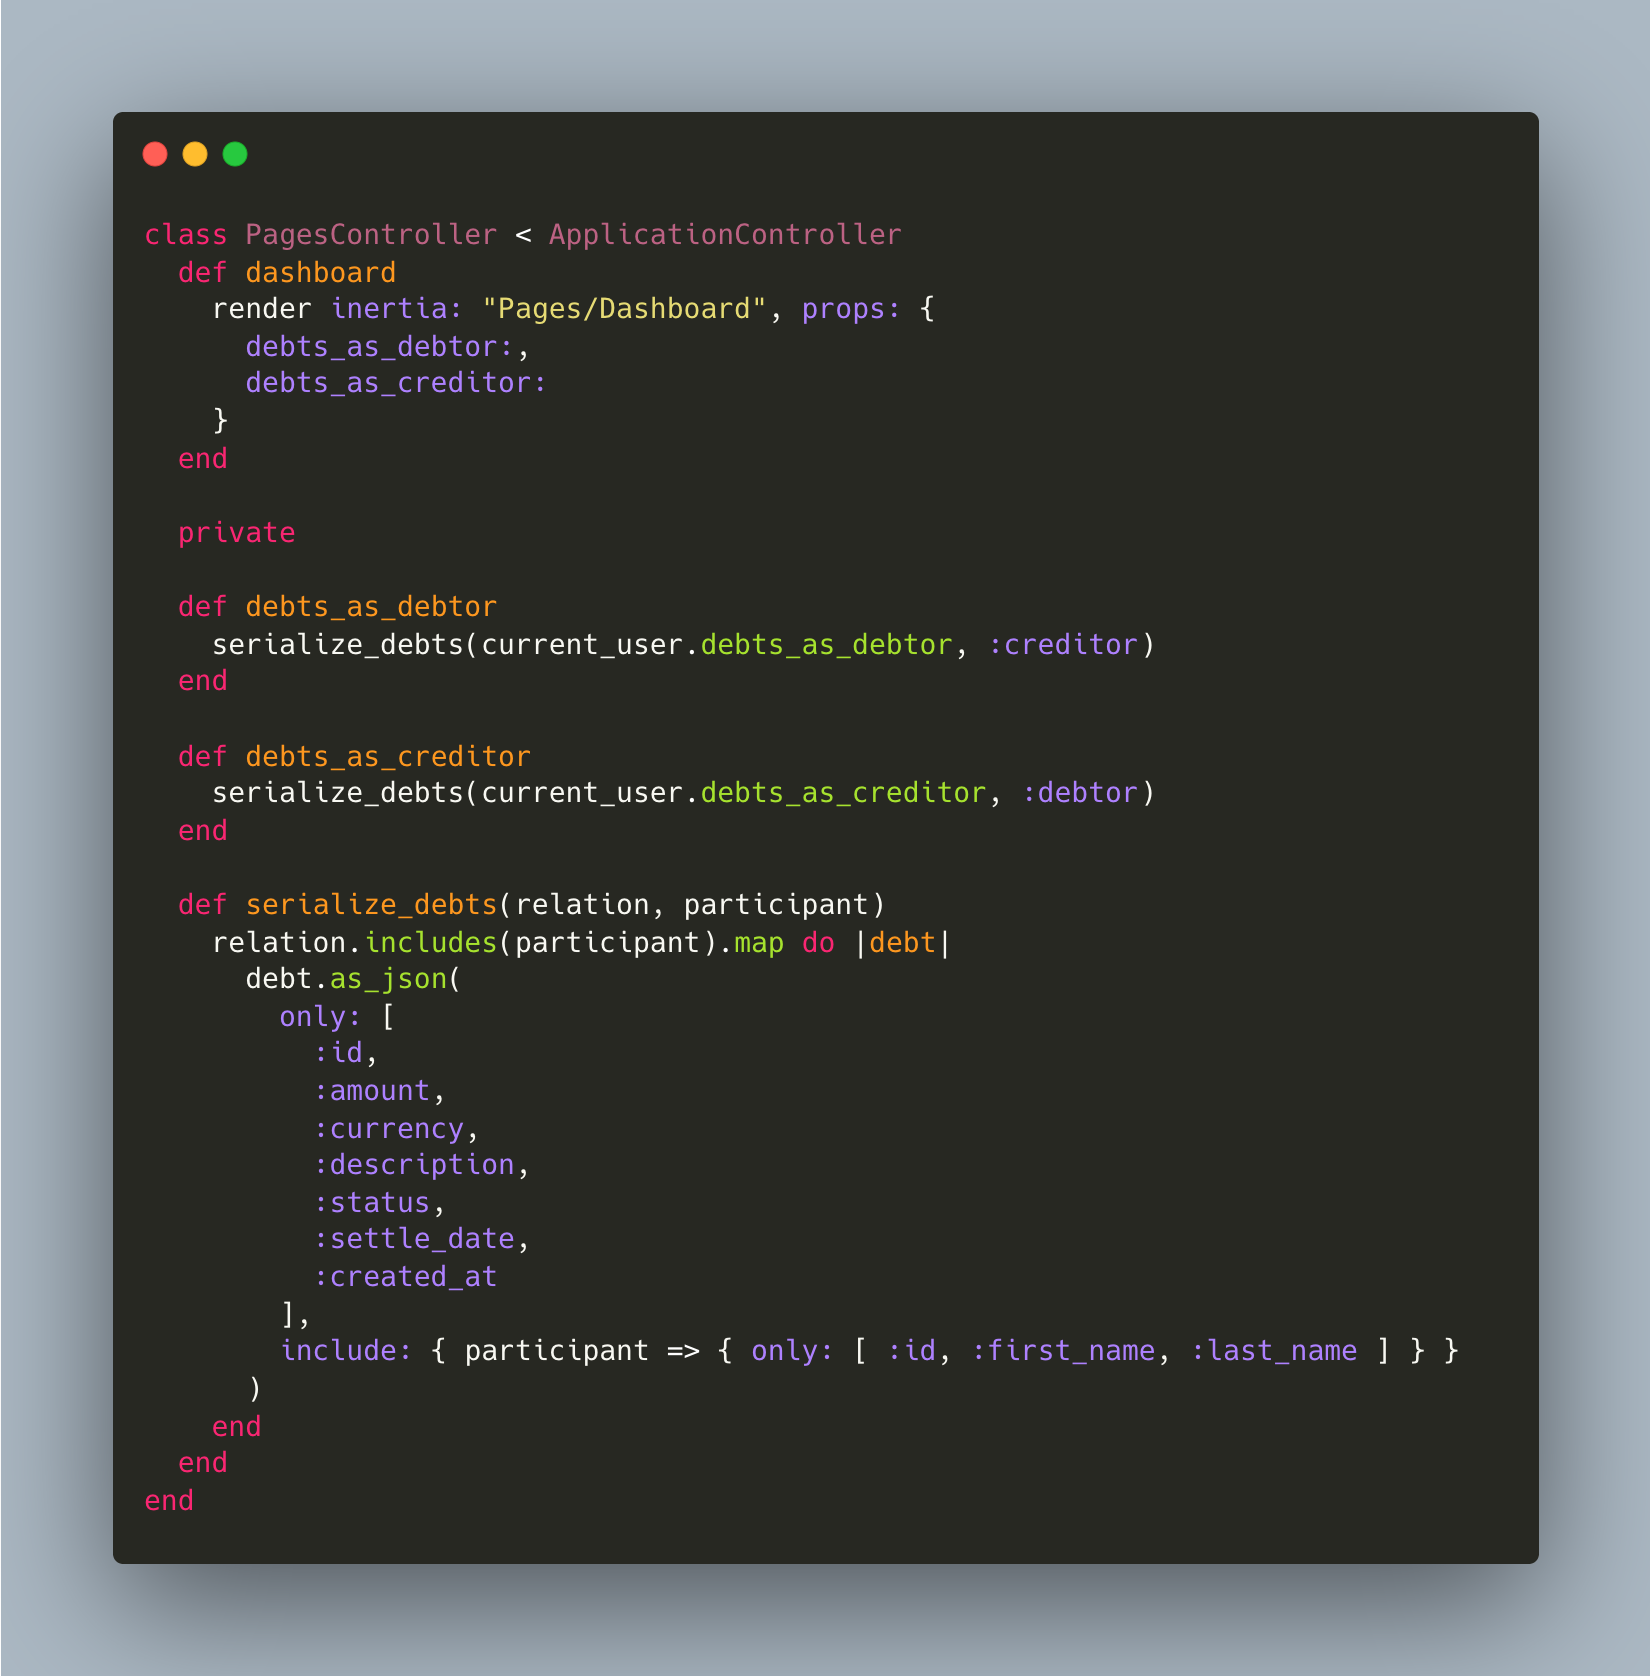 class PagesController < ApplicationController
  def dashboard
    render inertia: "Pages/Dashboard", props: {
      debts_as_debtor:,
      debts_as_creditor:
    }
  end

  private

  def debts_as_debtor
    serialize_debts(current_user.debts_as_debtor, :creditor)
  end

  def debts_as_creditor
    serialize_debts(current_user.debts_as_creditor, :debtor)
  end

  def serialize_debts(relation, participant)
    relation.includes(participant).map do |debt|
      debt.as_json(
        only: [
          :id,
          :amount,
          :currency,
          :description,
          :status,
          :settle_date,
          :created_at
        ],
        include: { participant => { only: [ :id, :first_name, :last_name ] } }
      )
    end
  end
end